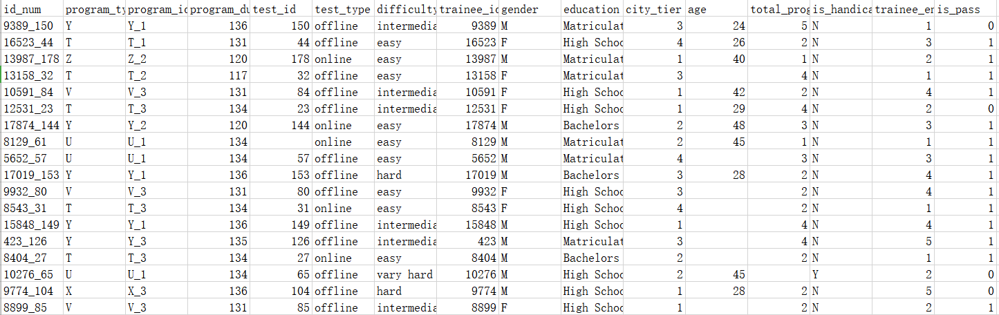 id_num program_ty program_id program_du test_id test_type difficulty trainee_id gender education city_tier age total_prog is_handica trainee_en is_pass
9389_150 Y Y_1 136 150 offline intermedia 9389 M Matriculat 3 24 5 N 1 0
16523_44 T T_1 131 44 offline easy 16523 F High Schoo 4 26 2 N 3 1
13987_178 Z Z_2 120 178 online easy 13987 M Matriculat 1 40 1 N 2 1
13158_32 T T_2 117 32 offline easy 13158 F Matriculat 3 4 N 1 1
10591_84 V V_3 131 84 offline intermedia 10591 F High Schoo 1 42 2 N 4 1
12531_23 T T_3 134 23 offline intermedia 12531 F High Schoo 1 29 4 N 2 0
17874_144 Y Y_2 120 144 online easy 17874 M Bachelors 2 48 3 N 3 1
8129_61 U U_1 134 online easy 8129 M Matriculat 2 45 1 N 1 1
5652_57 U U_1 134 57 offline easy 5652 M Matriculat 4 3 N 3 1
17019_153 Y Y_1 136 153 offline hard 17019 M Bachelors 3 28 2 N 4 1
9932_80 V V_3 131 80 offline easy 9932 F High Schoo 3 2 N 4 1
8543_31 T T_3 134 31 online easy 8543 F High Schoo 4 2 N 1 1
15848_149 Y Y_1 136 149 offline intermedia 15848 M High Schoo 1 4 N 4 1
423_126 Y Y_3 135 126 offline intermedia 423 M Matriculat 3 4 N 5 1
8404_27 T T_3 134 27 online easy 8404 M Bachelors 2 2 N 1 1
10276_65 U U_1 134 65 offline vary hard 10276 M High Schoo 2 45 Y 2 0
9774_104 X X_3 136 104 offline hard 9774 M High Schoo 1 28 2 N 5 0
8899_85 V V_3 131 85 offline intermedia 8899 F High Schoo 1 2 N 2 1